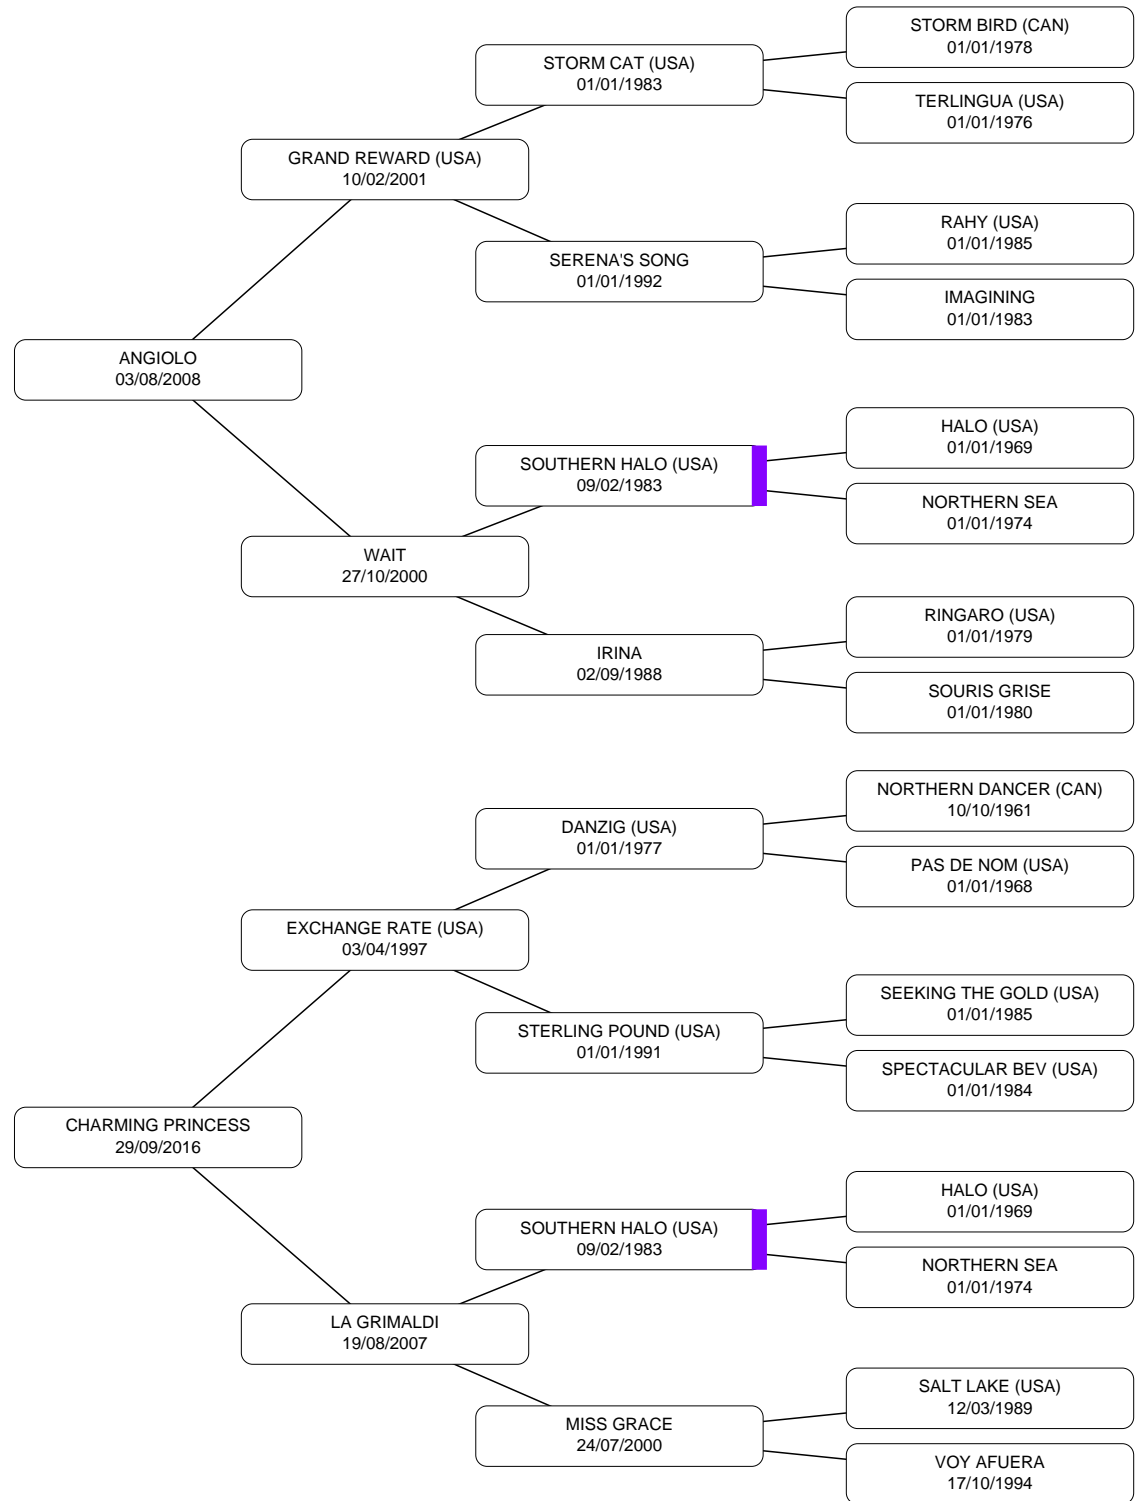 STORM BIRD (CAN)
01/01/1978
STORM CAT (USA)
01/01/1983
TERLINGUA (USA)
01/01/1976
GRAND REWARD (USA)
10/02/2001
RAHY (USA)
01/01/1985
SERENA'S SONG
01/01/1992
IMAGINING
01/01/1983
ANGIOLO
03/08/2008
HALO (USA)
01/01/1969
SOUTHERN HALO (USA)
09/02/1983
NORTHERN SEA
01/01/1974
WAIT
27/10/2000
RINGARO (USA)
01/01/1979
IRINA
02/09/1988
SOURIS GRISE
01/01/1980
NORTHERN DANCER (CAN)
10/10/1961
DANZIG (USA)
01/01/1977
PAS DE NOM (USA)
01/01/1968
EXCHANGE RATE (USA)
03/04/1997
SEEKING THE GOLD (USA)
01/01/1985
STERLING POUND (USA)
01/01/1991
SPECTACULAR BEV (USA)
01/01/1984
CHARMING PRINCESS
29/09/2016
HALO (USA)
01/01/1969
SOUTHERN HALO (USA)
09/02/1983
NORTHERN SEA
01/01/1974
LA GRIMALDI
19/08/2007
SALT LAKE (USA)
12/03/1989
MISS GRACE
24/07/2000
VOY AFUERA
17/10/1994